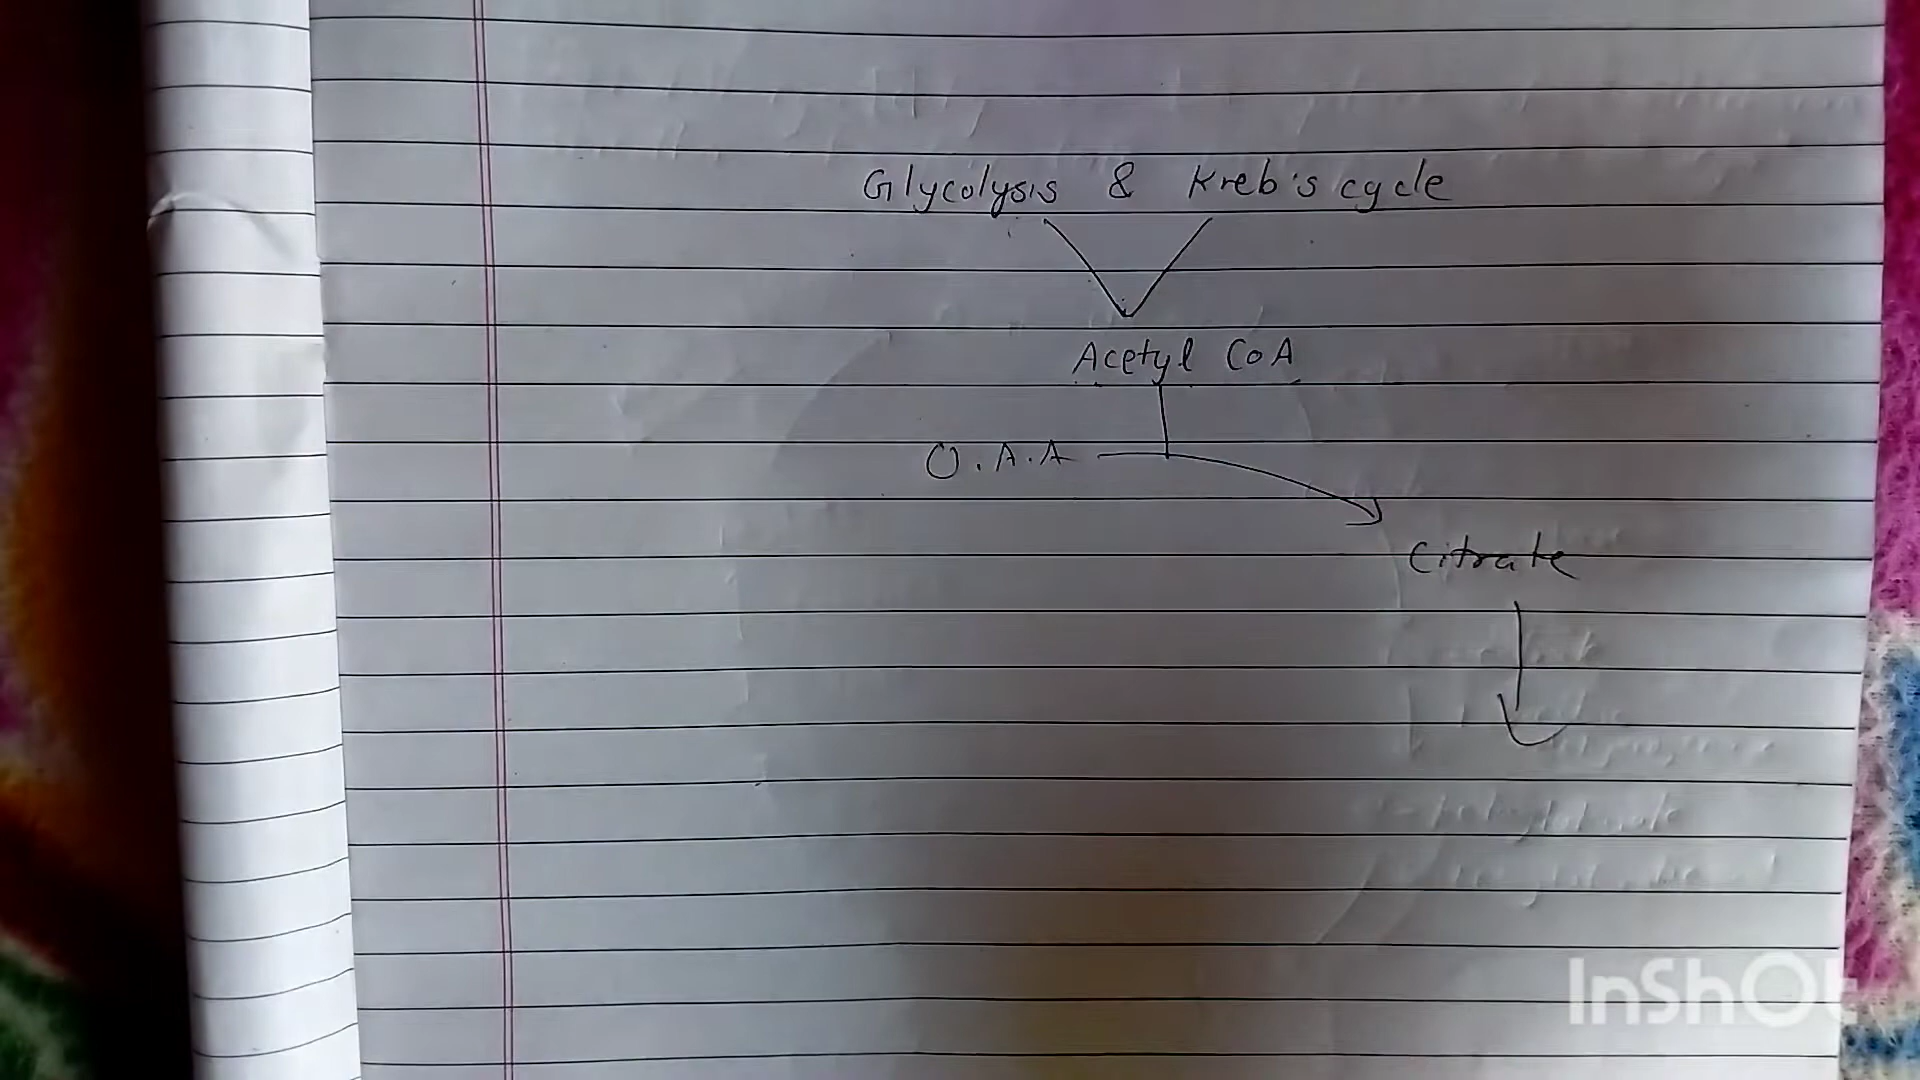 Glycolysis & Kreb's cycle
Acetyl CoA
O.A.A
Citrate
InShOt